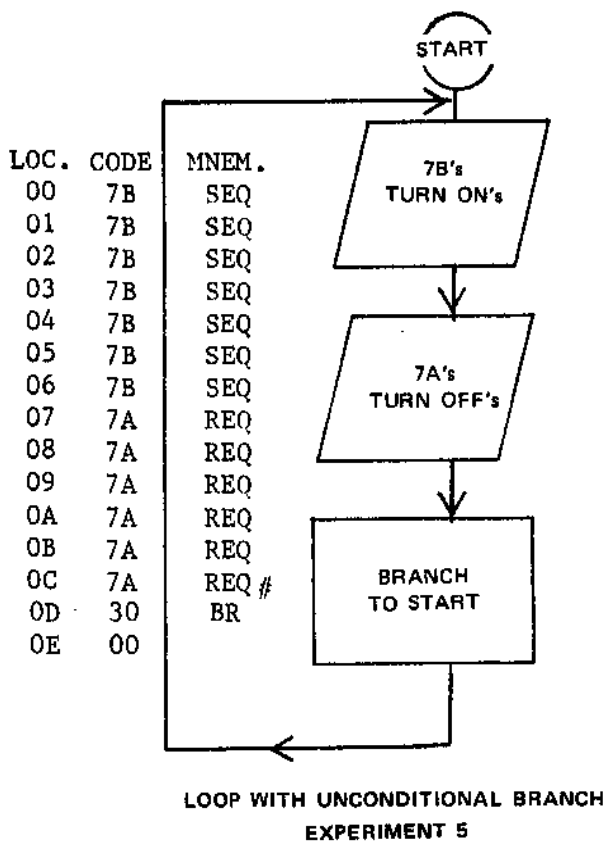 START
LOC. CODE MNEM.
00 7B SEQ
01 7B SEQ
02 7B SEQ
03 7B SEQ
04 7B SEQ
05 7B SEQ
06 7B SEQ
07 7A REQ
08 7A REQ
09 7A REQ
0A 7A REQ
0B 7A REQ
0C 7A REQ #
0D 30 BR
0E 00
7B's
TURN ON's
7A's
TURN OFF's
BRANCH
TO START
LOOP WITH UNCONDITIONAL BRANCH
EXPERIMENT 5